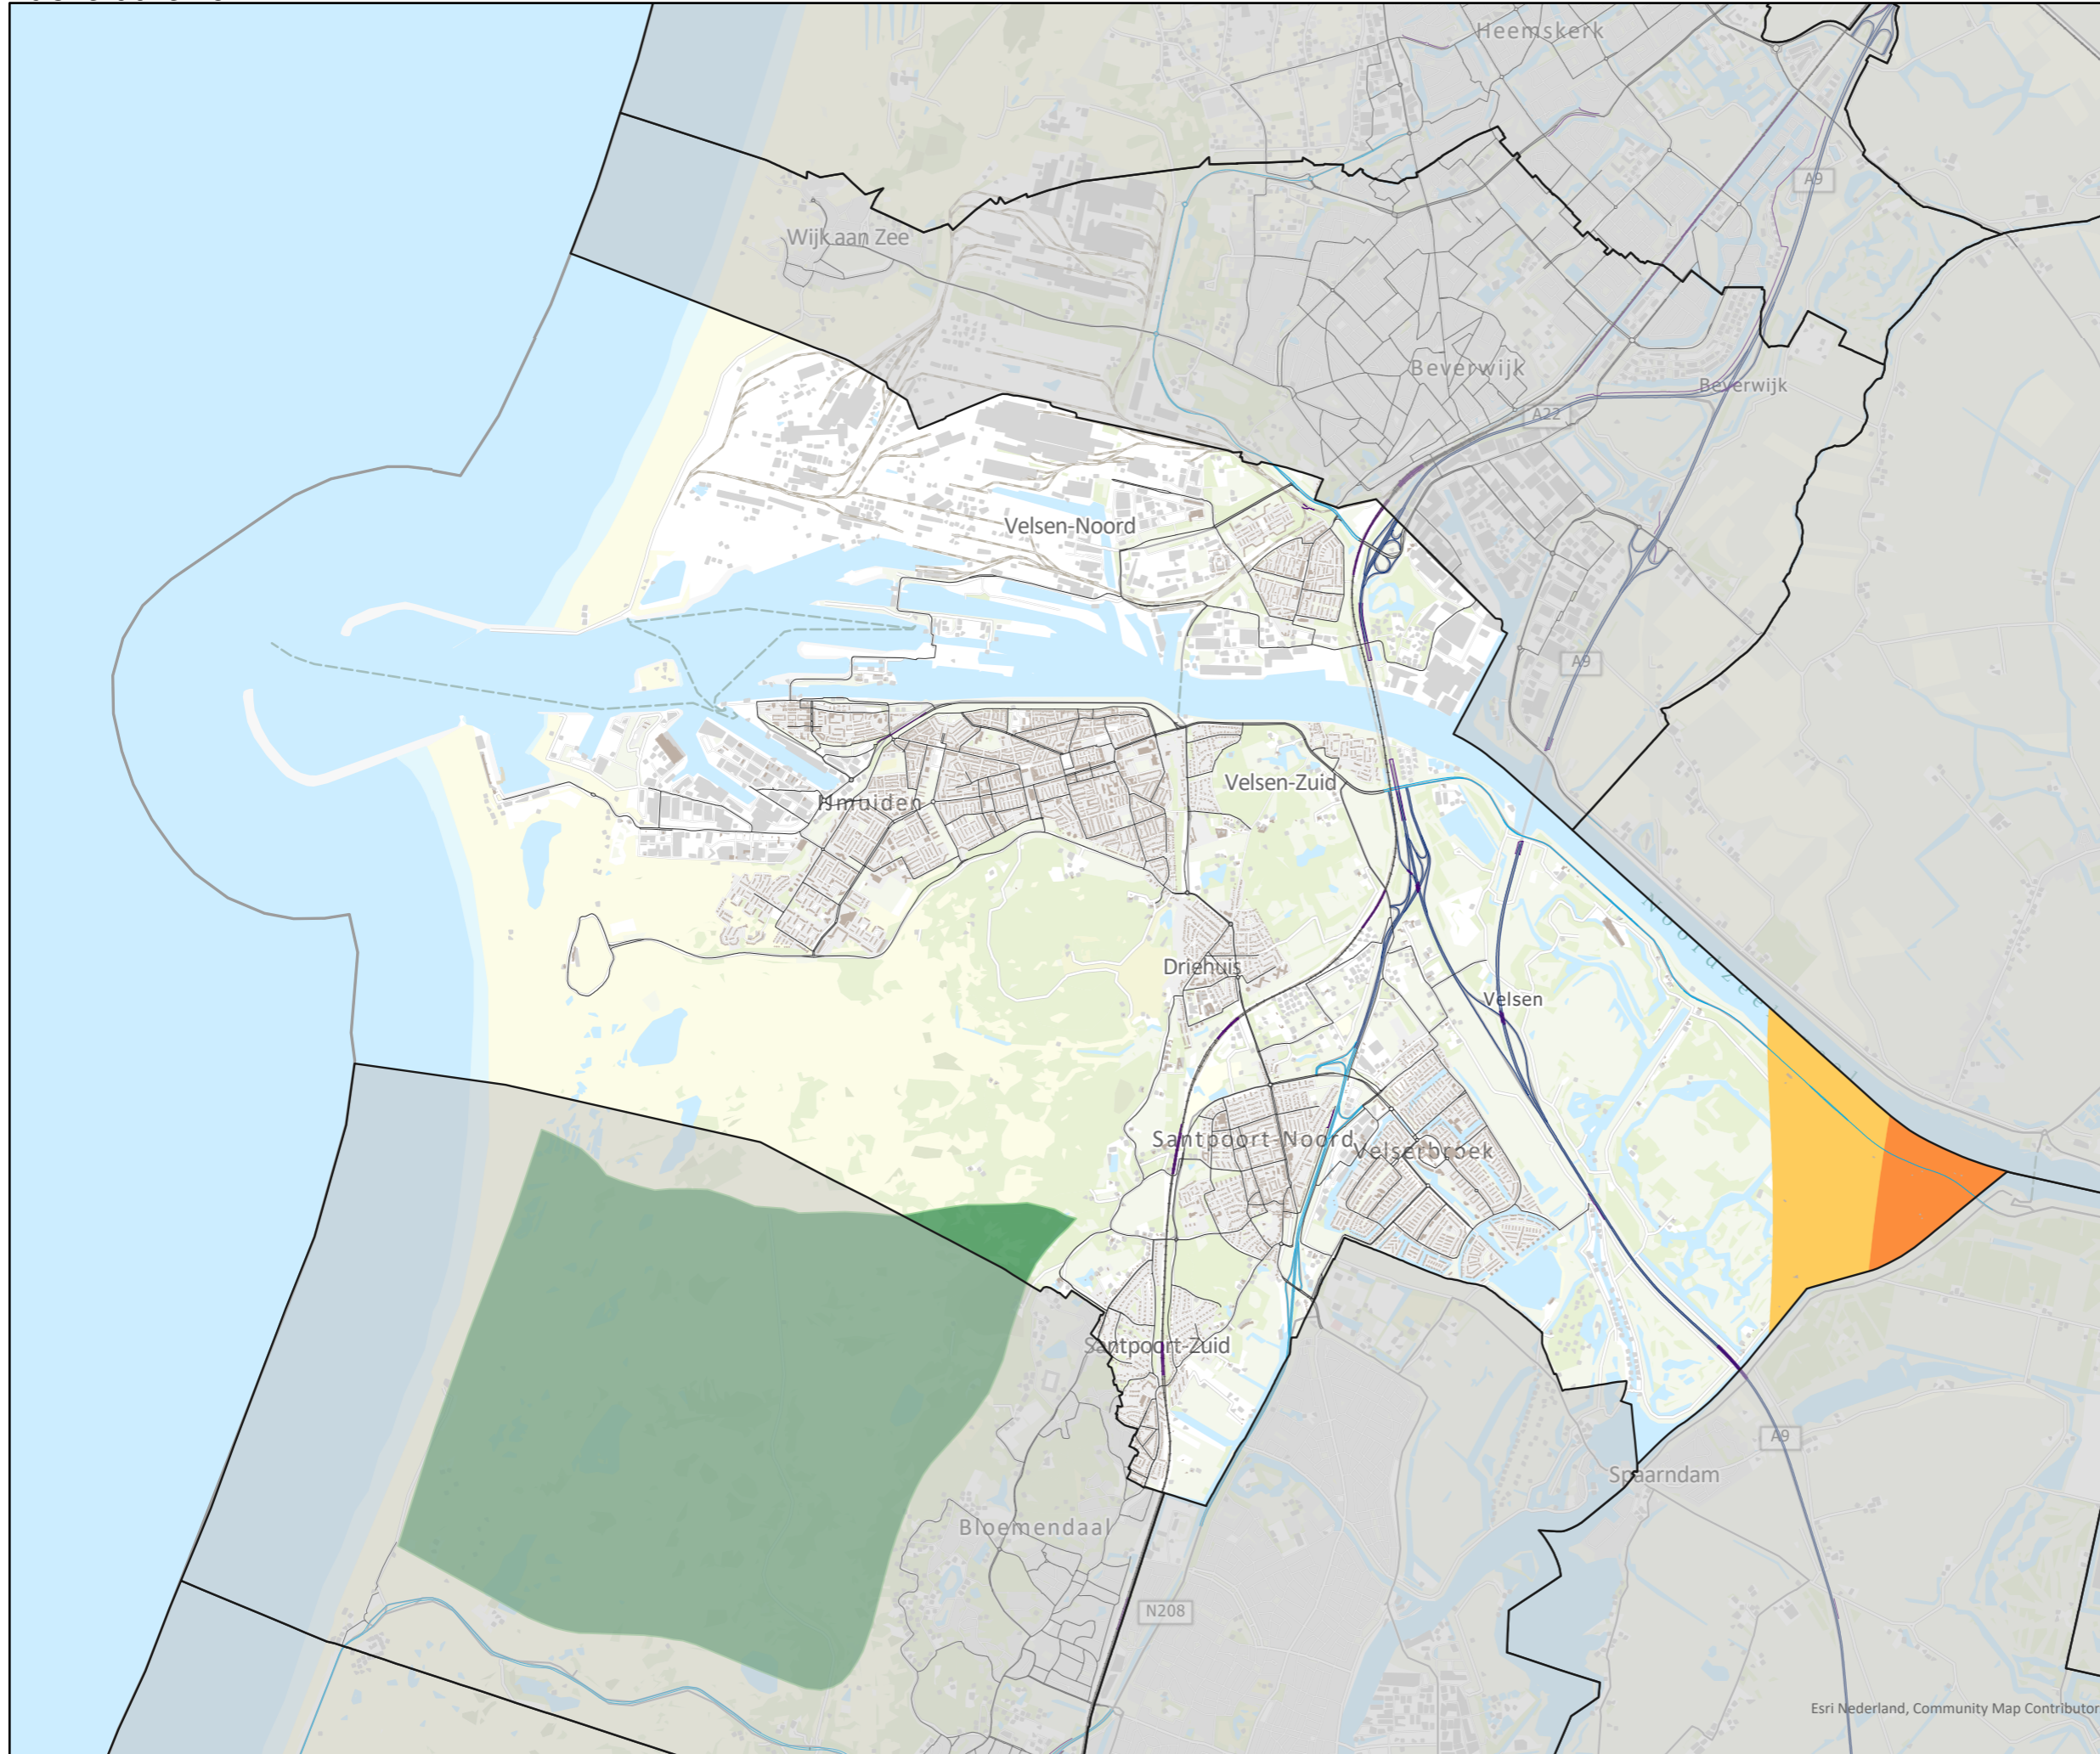 Heemskerk
A9
Wijk aan Zee
Beverwijk
Beverwijk
A22
Velsen-Noord
A9
Velsen-Zuid
IJmuiden
Noordzee
Driehuis
Velsen
Santpoort-Noord
Velserbroek
Santpoort-Zuid
A9
Spaarndam
Bloemendaal
N208
Esri Nederland, Community Map Contributor